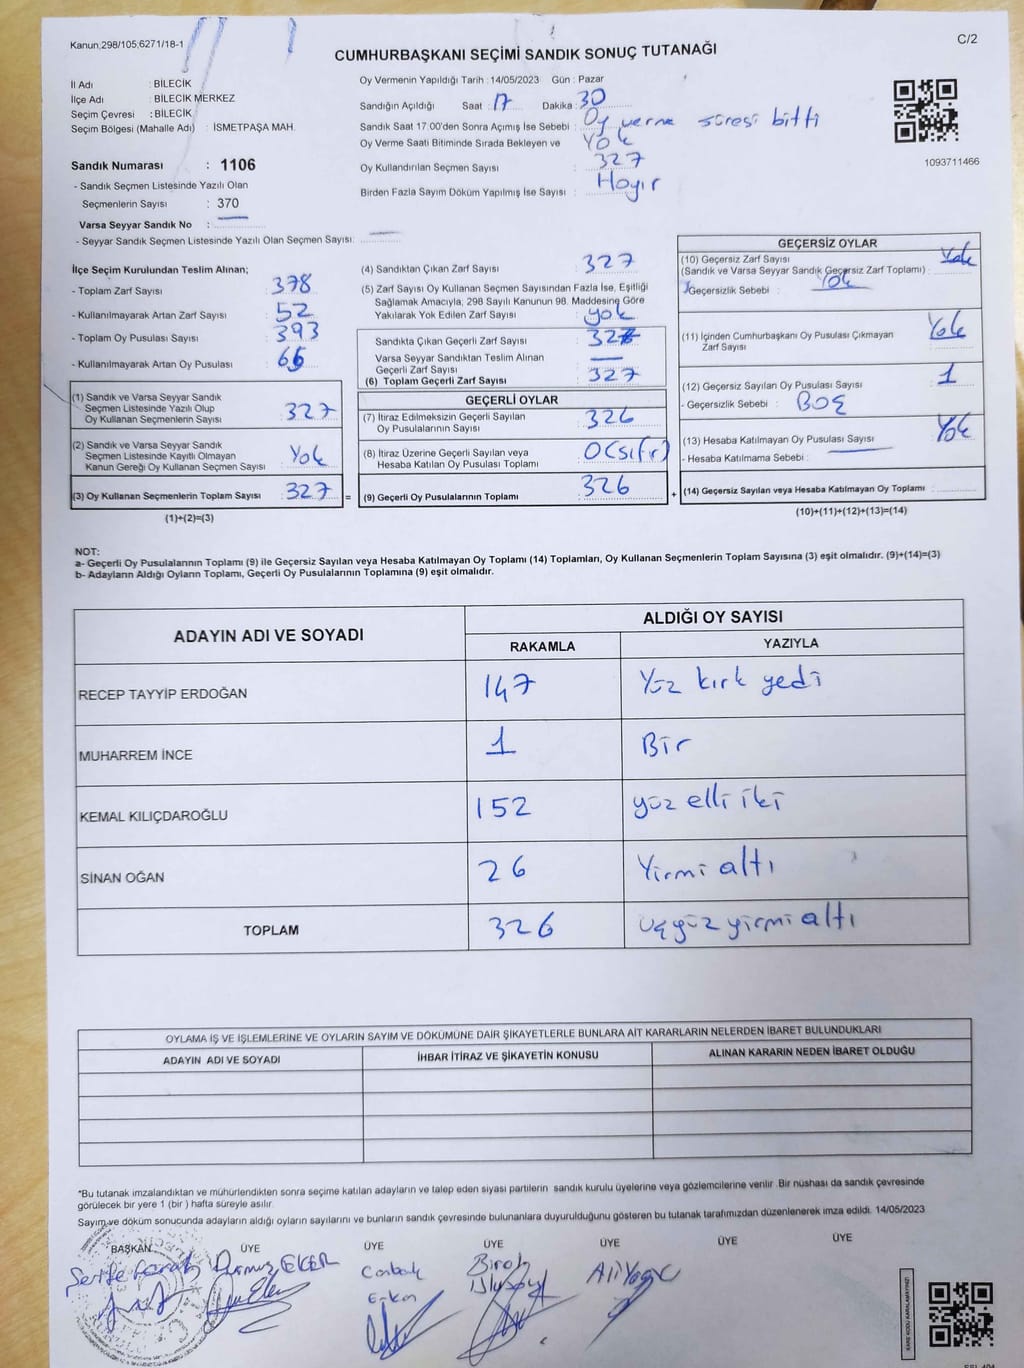 Kanun,298/105,6271/18-1
C/2
CUMHURBAŞKANI SEÇİMİ SANDIK SONUÇ TUTANAĞI
İl Adı : BİLECİK
İlçe Adı : BİLECİK MERKEZ
Seçim Çevresi : BİLECİK
Seçim Bölgesi (Mahalle Adı) : İSMETPAŞA MAH.
Sandık Numarası : 1106
- Sandık Seçmen Listesinde Yazılı Olan
Seçmenlerin Sayısı : 370
Varsa Seyyar Sandık No :
- Seyyar Sandık Seçmen Listesinde Yazılı Olan Seçmen Sayısı:
Oy Vermenin Yapıldığı Tarih : 14/05/2023 Gün : Pazar
Sandığın Açıldığı Saat : 17 Dakika : 30
Sandık Saat 17:00'den Sonra Açımış İse Sebebi : Oy verme süresi bitti
Oy Verme Saati Bitiminde Sırada Bekleyen ve Yok
Oy Kullandırılan Seçmen Sayısı : 327
Birden Fazla Sayım Döküm Yapılmış İse Sayısı : Hayır
1093711466
İlçe Seçim Kurulundan Teslim Alınan;
- Toplam Zarf Sayısı : 378
- Kullanılmayarak Artan Zarf Sayısı : 52
- Toplam Oy Pusulası Sayısı : 393
- Kullanılmayarak Artan Oy Pusulası : 66
(1) Sandık ve Varsa Seyyar Sandık
Seçmen Listesinde Yazılı Olup
Oy Kullanan Seçmenlerin Sayısı : 327
(2) Sandık ve Varsa Seyyar Sandık
Seçmen Listesinde Kayıtlı Olmayan
Kanun Gereği Oy Kullanan Seçmen Sayısı : Yok
(3) Oy Kullanan Seçmenlerin Toplam Sayısı : 327 =
(1)+(2)=(3)
(4) Sandıktan Çıkan Zarf Sayısı : 327
(5) Zarf Sayısı Oy Kullanan Seçmen Sayısından Fazla İse, Eşitliği
Sağlamak Amacıyla, 298 Sayılı Kanunun 98. Maddesine Göre
Yakılarak Yok Edilen Zarf Sayısı : yok
Sandıkta Çıkan Geçerli Zarf Sayısı : 327
Varsa Seyyar Sandıktan Teslim Alınan
Geçerli Zarf Sayısı :
(6) Toplam Geçerli Zarf Sayısı : 327
GEÇERLİ OYLAR
(7) İtiraz Edilmeksizin Geçerli Sayılan
Oy Pusulalarının Sayısı : 326
(8) İtiraz Üzerine Geçerli Sayılan veya
Hesaba Katılan Oy Pusulası Toplamı : 0(sıfır)
(9) Geçerli Oy Pusulalarının Toplamı : 326 +
GEÇERSİZ OYLAR
(10) Geçersiz Zarf Sayısı Yok
(Sandık ve Varsa Seyyar Sandık Geçersiz Zarf Toplamı) :
Geçersizlik Sebebi : Yok
(11) İçinden Cumhurbaşkanı Oy Pusulası Çıkmayan
Zarf Sayısı : Yok
(12) Geçersiz Sayılan Oy Pusulası Sayısı : 1
- Geçersizlik Sebebi : BOŞ
(13) Hesaba Katılmayan Oy Pusulası Sayısı : Yok
- Hesaba Katılmama Sebebi :
(14) Geçersiz Sayılan veya Hesaba Katılmayan Oy Toplamı :
(10)+(11)+(12)+(13)=(14)
NOT:
a- Geçerli Oy Pusulalarının Toplamı (9) ile Geçersiz Sayılan veya Hesaba Katılmayan Oy Toplamı (14) Toplamları, Oy Kullanan Seçmenlerin Toplam Sayısına (3) eşit olmalıdır. (9)+(14)=(3)
b- Adayların Aldığı Oyların Toplamı, Geçerli Oy Pusulalarının Toplamına (9) eşit olmalıdır.
ADAYIN ADI VE SOYADI
ALDIĞI OY SAYISI
RAKAMLA YAZIYLA
RECEP TAYYİP ERDOĞAN 147 Yüz kırk yedi
MUHARREM İNCE 1 Bir
KEMAL KILIÇDAROĞLU 152 yüz elli iki
SİNAN OĞAN 26 Yirmi altı
TOPLAM 326 Üçyüz yirmi altı
OYLAMA İŞ VE İŞLEMLERİNE VE OYLARIN SAYIM VE DÖKÜMÜNE DAİR ŞİKAYETLERLE BUNLARA AİT KARARLARIN NELERDEN İBARET BULUNDUKLARI
ADAYIN ADI VE SOYADI İHBAR İTİRAZ VE ŞİKAYETİN KONUSU ALINAN KARARIN NEDEN İBARET OLDUĞU
*Bu tutanak imzalandıktan ve mühürlendikten sonra seçime katılan adayların ve talep eden siyasi partilerin sandık kurulu üyelerine veya gözlemcilerine verilir. Bir nüshası da sandık çevresinde
görülecek bir yere 1 (bir) hafta süreyle asılır.
Sayım ve döküm sonucunda adayların aldığı oyların sayılarını ve bunların sandık çevresinde bulunanlara duyurulduğunu gösteren bu tutanak tarafımızdan düzenlenerek imza edildi. 14/05/2023
BAŞKAN ÜYE ÜYE ÜYE ÜYE ÜYE ÜYE
Durmuş EKER
KARE KODU KARALAMAYINIZ!